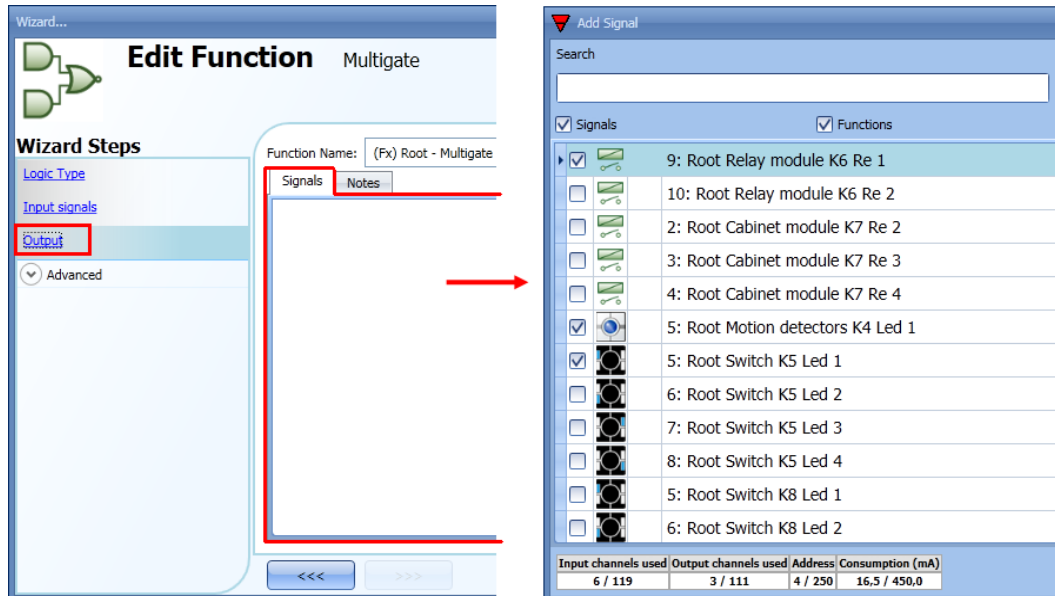 Wizard...
Edit Function Multigate
Wizard Steps
Logic Type
Input signals
Output
Advanced
Function Name: (Fx) Root - Multigate
Signals Notes
<<< >>>
Add Signal
Search
Signals Functions
9: Root Relay module K6 Re 1
10: Root Relay module K6 Re 2
2: Root Cabinet module K7 Re 2
3: Root Cabinet module K7 Re 3
4: Root Cabinet module K7 Re 4
5: Root Motion detectors K4 Led 1
5: Root Switch K5 Led 1
6: Root Switch K5 Led 2
7: Root Switch K5 Led 3
8: Root Switch K5 Led 4
5: Root Switch K8 Led 1
6: Root Switch K8 Led 2
Input channels used Output channels used Address Consumption (mA)
6 / 119 3 / 111 4 / 250 16,5 / 450,0